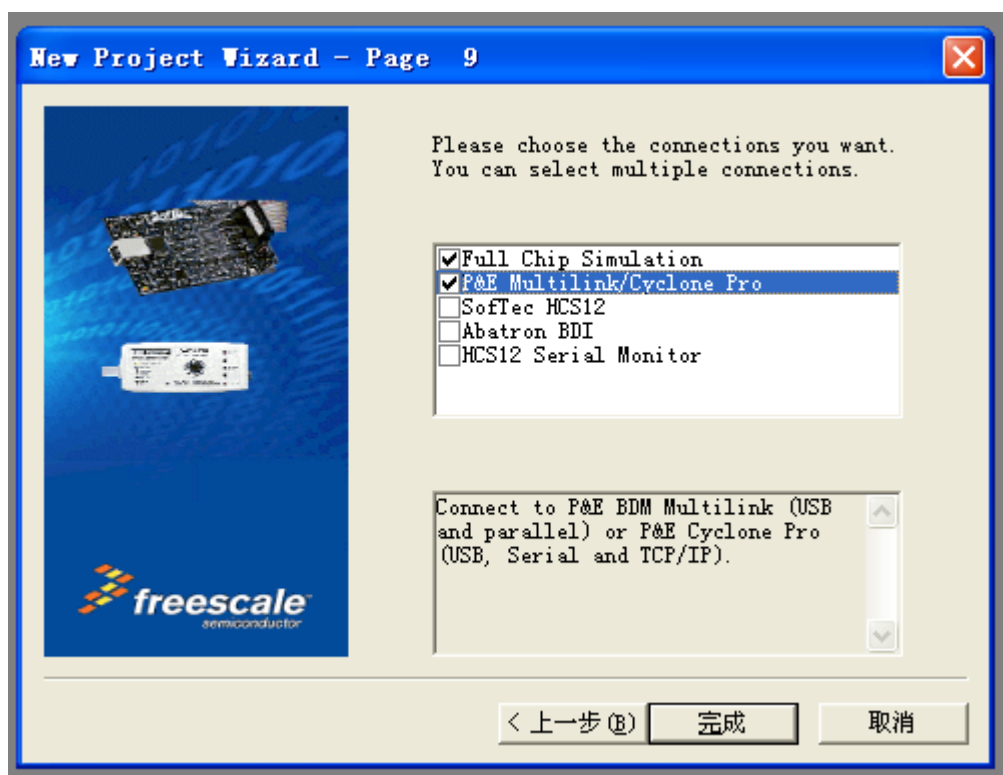 New Project Wizard - Page 9
Please choose the connections you want.
You can select multiple connections.
Full Chip Simulation
P&E Multilink/Cyclone Pro
SofTec HCS12
Abatron BDI
HCS12 Serial Monitor
Connect to P&E BDM Multilink (USB
and parallel) or P&E Cyclone Pro
(USB, Serial and TCP/IP).
freescale
semiconductor
< 上一步(B)
完成
取消